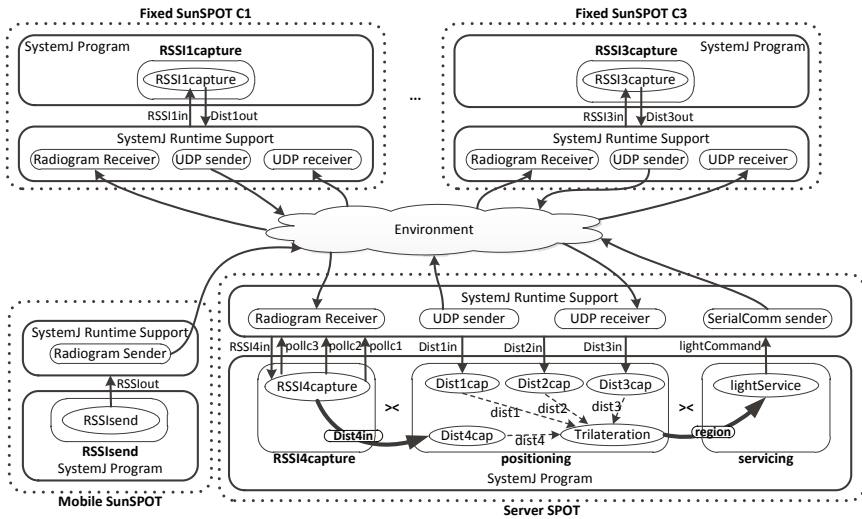 Fixed SunSPOT C1
SystemJ Program
RSSI1capture
RSSI1capture
RSSI1in
Dist1out
SystemJ Runtime Support
Radiogram Receiver
UDP sender
UDP receiver
...
Fixed SunSPOT C3
RSSI3capture
SystemJ Program
RSSI3capture
RSSI3in
Dist3out
SystemJ Runtime Support
Radiogram Receiver
UDP sender
UDP receiver
Environment
SystemJ Runtime Support
Radiogram Sender
RSSIout
RSSIsend
RSSIsend
SystemJ Program
Mobile SunSPOT
SystemJ Runtime Support
Radiogram Receiver
UDP sender
UDP receiver
SerialComm sender
RSSI4in
pollc3
pollc2
pollc1
Dist1in
Dist2in
Dist3in
lightCommand
RSSI4capture
><
Dist1cap
Dist2cap
Dist3cap
><
lightService
dist1
dist2
dist3
Dist4in
Dist4cap
dist4
Trilateration
region
RSSI4capture
positioning
servicing
SystemJ Program
Server SPOT